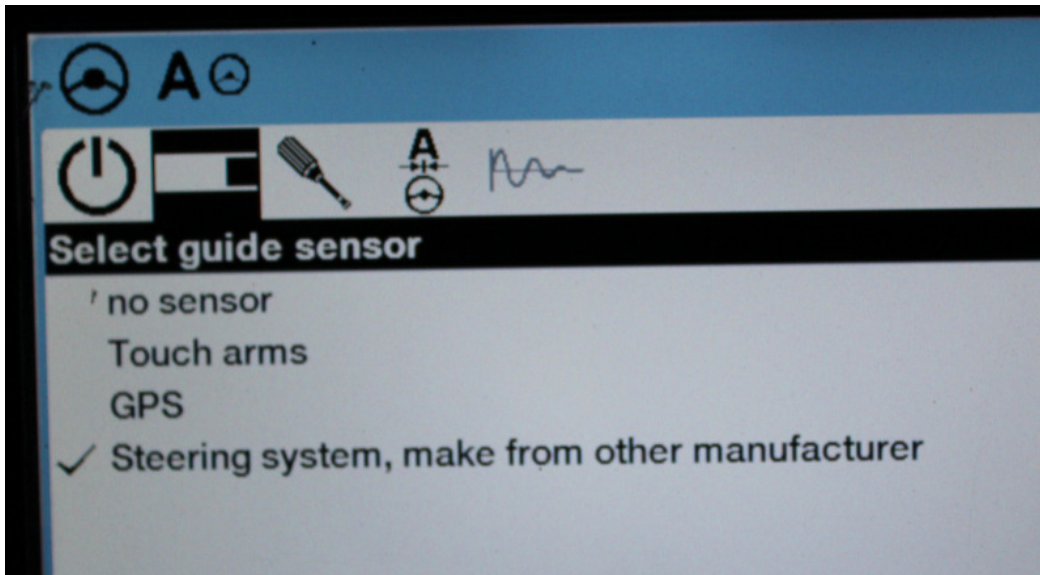 A
A
Select guide sensor
no sensor
Touch arms
GPS
Steering system, make from other manufacturer